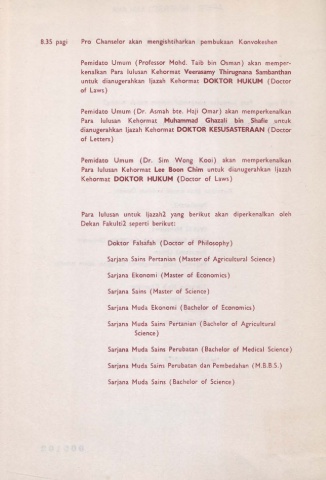 8.35 pagi Pro Chanselor akan mengishtiharkan pembukaan Konvokeshen
Pemidato Umum (Professor Mohd. Taib bin Osman) akan memper-
kenalkan Para lulusan Kehormat Veerasamy Thirugnana Sambanthan
untuk dianugerahkan Ijazah Kehormat DOKTOR HUKUM (Doctor
of Laws)
Pemidato Umum (Dr. Asmah bte. Haji Omar) akan memperkenalkan
Para lulusan Kehormat Muhammad Ghazali bin Shafie untuk
dianugerahkan Ijazah Kehormat DOKTOR KESUSASTERAAN (Doctor
of Letters)
Pemidato Umum (Dr. Sim Wong Kooi) akan memperkenalkan
Para lulusan Kehormat Lee Boon Chim untuk dianugerahkan Ijazah
Kehormat DOKTOR HUKUM (Doctor of Laws)
Para lulusan untuk Ijazah2 yang berikut akan diperkenalkan oleh
Dekan Fakulti2 seperti berikut:
Doktor Falsafah (Doctor of Philosophy)
Sarjana Sains Pertanian (Master of Agricultural Science)
Sarjana Ekonomi (Master of Economics)
Sarjana Sains (Master of Science)
Sarjana Muda Ekonomi (Bachelor of Economics)
Sarjana Muda Sains Pertanian (Bachelor of Agricultural
Science)
Sarjana Muda Sains Perubatan (Bachelor of Medical Science)
Sarjana Muda Sains Perubatan dan Pembedahan (M.B.B.S.)
Sarjana Muda Sains (Bachelor of Science)